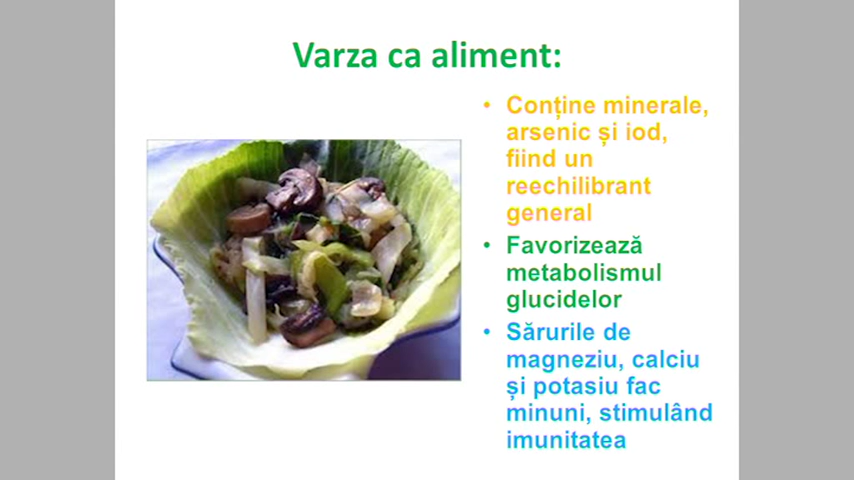 Varza ca aliment:
• Conține minerale,
arsenic și iod,
fiind un
reechilibrant
general
• Favorizează
metabolismul
glucidelor
• Sărurile de
magneziu, calciu
și potasiu fac
minuni, stimulând
imunitatea